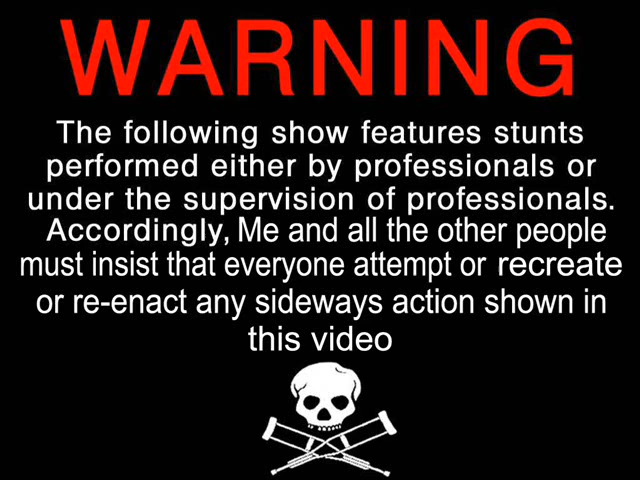 WARNING
The following show features stunts
performed either by professionals or
under the supervision of professionals.
Accordingly, Me and all the other people
must insist that everyone attempt or recreate
or re-enact any sideways action shown in
this video